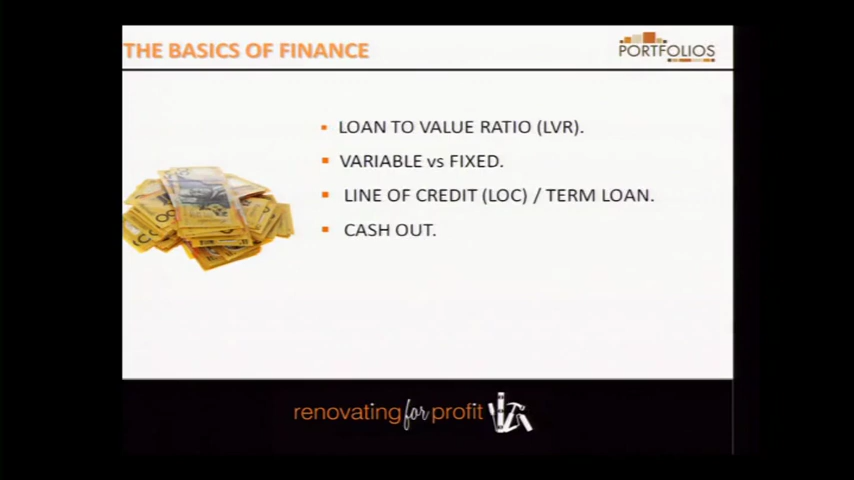 THE BASICS OF FINANCE
PORTFOLIOS
LOAN TO VALUE RATIO (LVR).
VARIABLE vs FIXED.
LINE OF CREDIT (LOC) / TERM LOAN.
CASH OUT.
renovating for profit